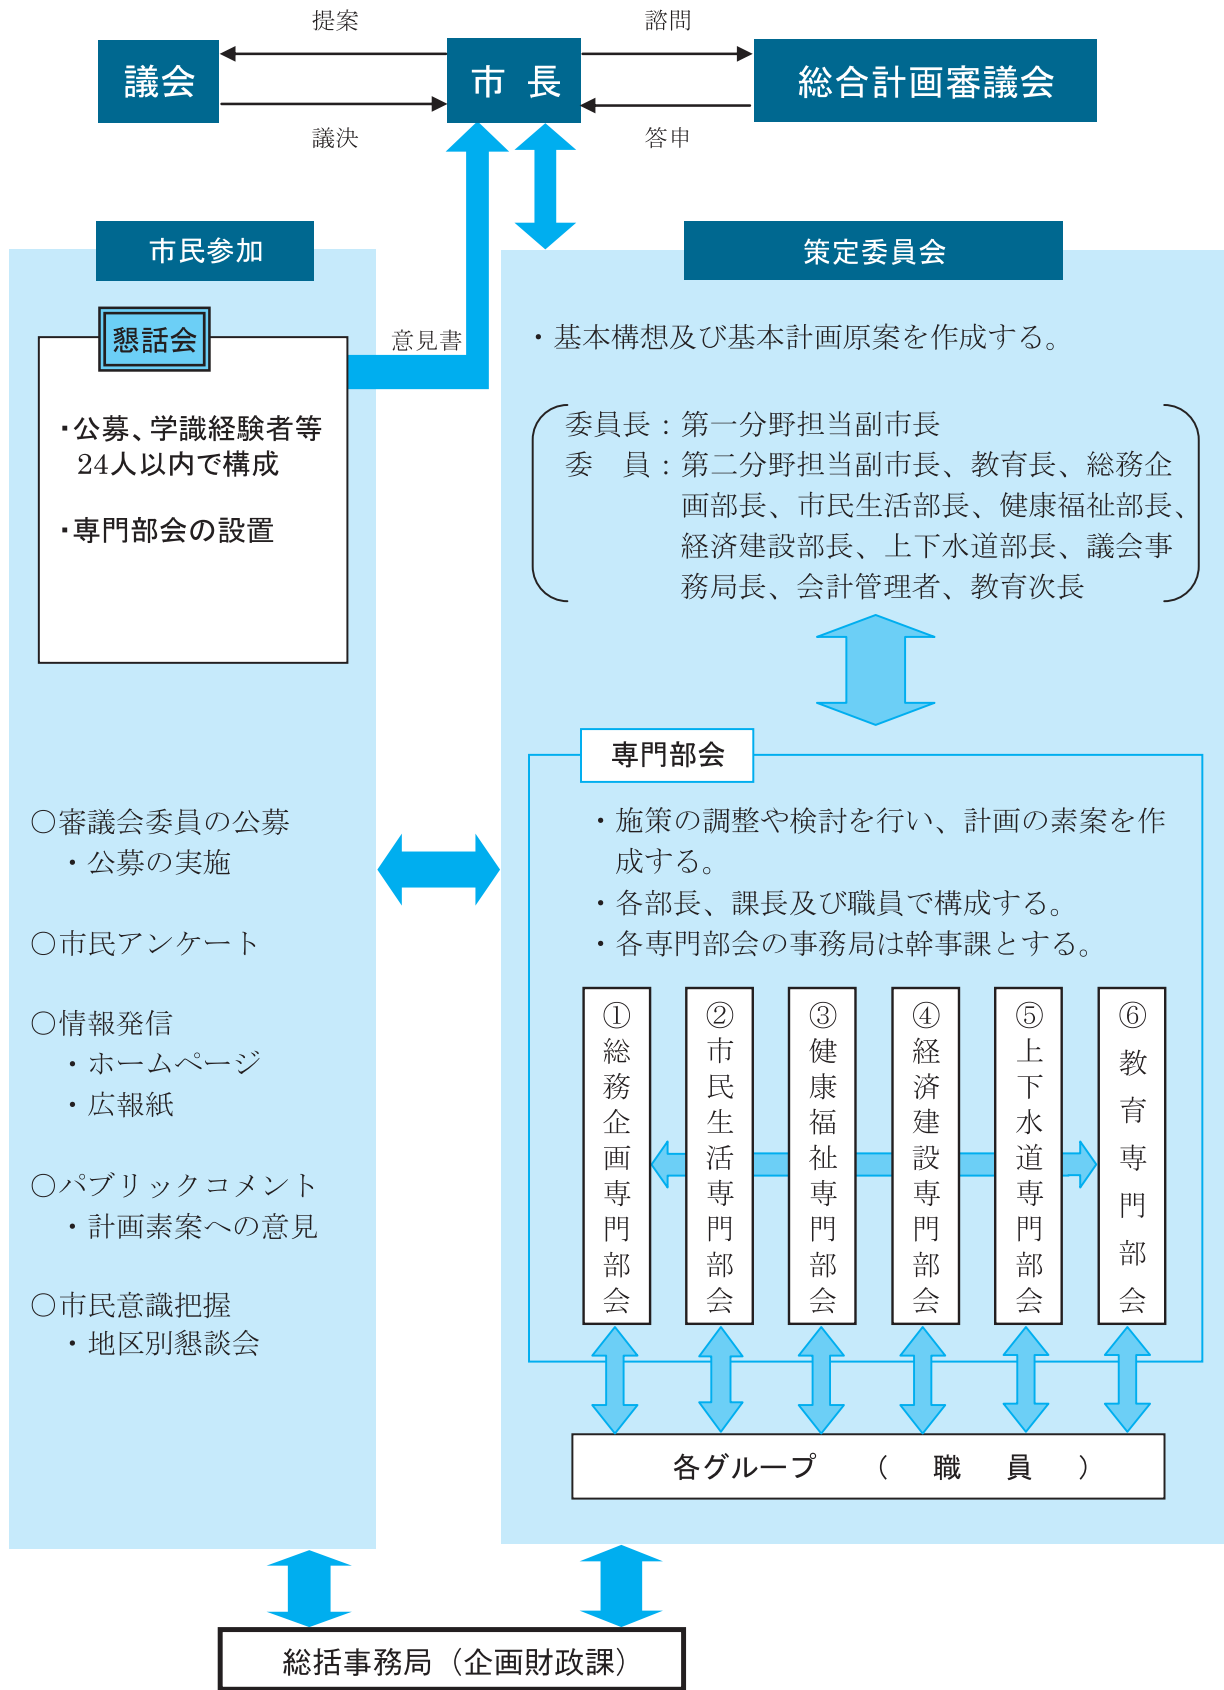 提案
諮問
議会
市 長
総合計画審議会
議決
答申
市民参加
懇話会
・公募、学識経験者等
24人以内で構成
・専門部会の設置
意見書
○審議会委員の公募
・公募の実施
○市民アンケート
○情報発信
・ホームページ
・広報紙
○パブリックコメント
・計画素案への意見
○市民意識把握
・地区別懇談会
策定委員会
・基本構想及び基本計画原案を作成する。
委員長：第一分野担当副市長
委　員：第二分野担当副市長、教育長、総務企
画部長、市民生活部長、健康福祉部長、
経済建設部長、上下水道部長、議会事
務局長、会計管理者、教育次長
専門部会
・施策の調整や検討を行い、計画の素案を作
成する。
・各部長、課長及び職員で構成する。
・各専門部会の事務局は幹事課とする。
①総務企画専門部会
②市民生活専門部会
③健康福祉専門部会
④経済建設専門部会
⑤上下水道専門部会
⑥教育専門部会
各グループ　（　職　員　）
総括事務局（企画財政課）